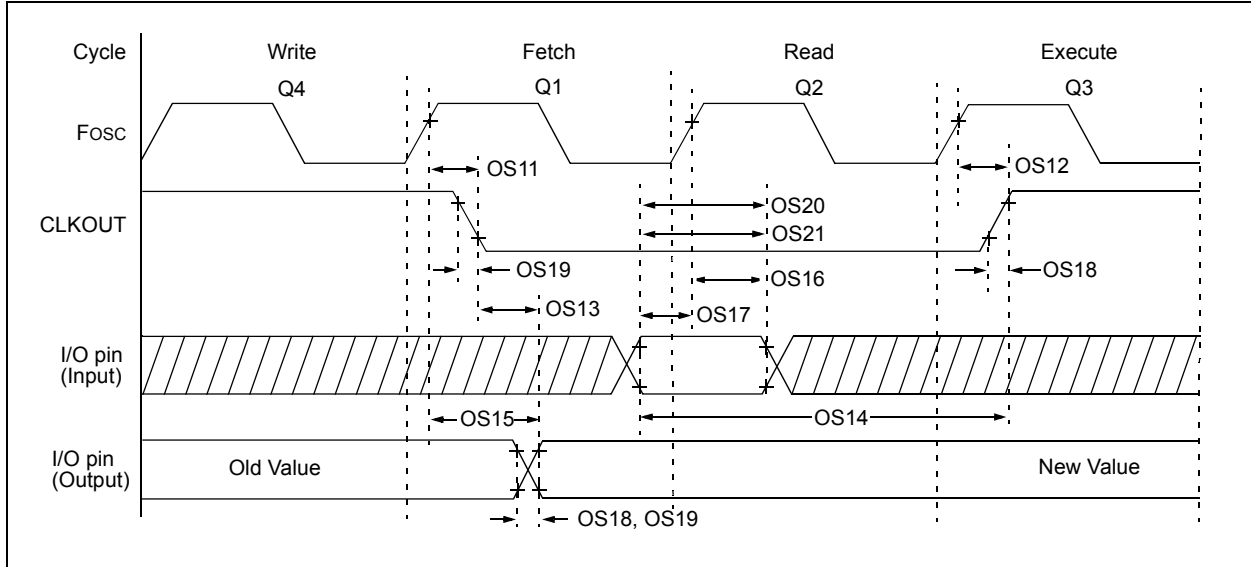 Cycle Write Fetch Read Execute
Q4 Q1 Q2 Q3
FOSC
OS11 OS12
OS20
CLKOUT
OS21
OS19 OS16 OS18
OS13 OS17
I/O pin
(Input)
OS15 OS14
I/O pin
(Output)
Old Value New Value
OS18, OS19